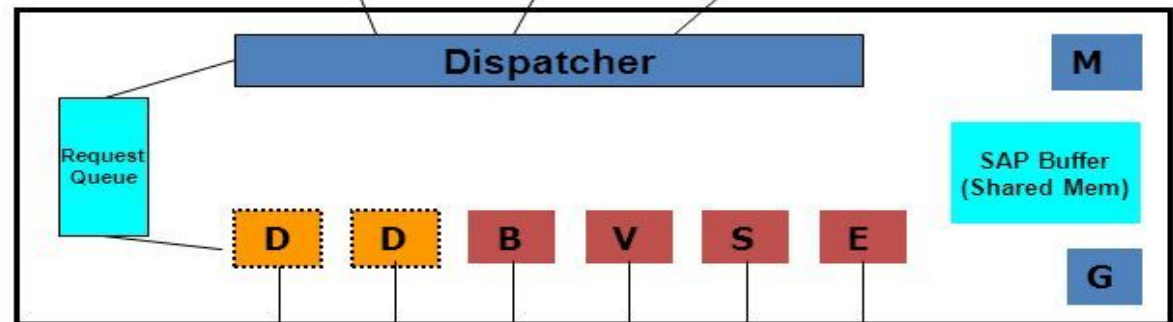 Dispatcher
M
Request
Queue
SAP Buffer
(Shared Mem)
D
D
B
V
S
E
G